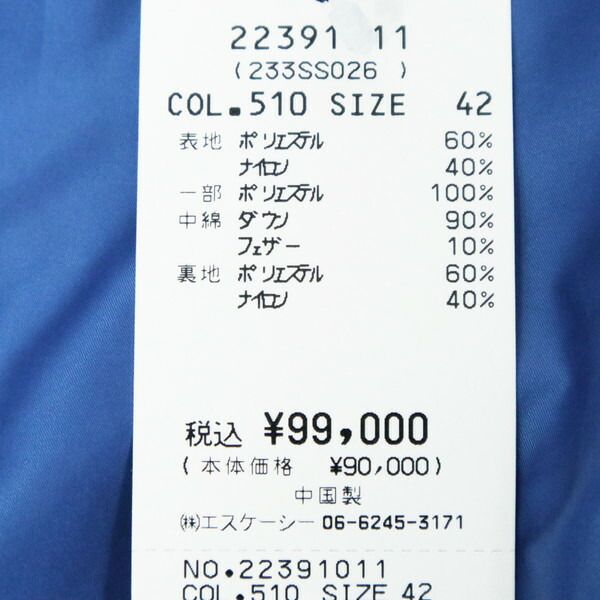 22391 11
(233SS026 )
COL.510 SIZE 42
表地 ポリエステル 60%
ナイロン 40%
一部 ポリエステル 100%
中綿 ダウン 90%
フェザー 10%
裏地 ポリエステル 60%
ナイロン 40%
税込 ¥99,000
(本体価格 ¥90,000)
中国製
㈱エスケーシー 06-6245-3171
NO.22391011
COL.510 SIZE 42